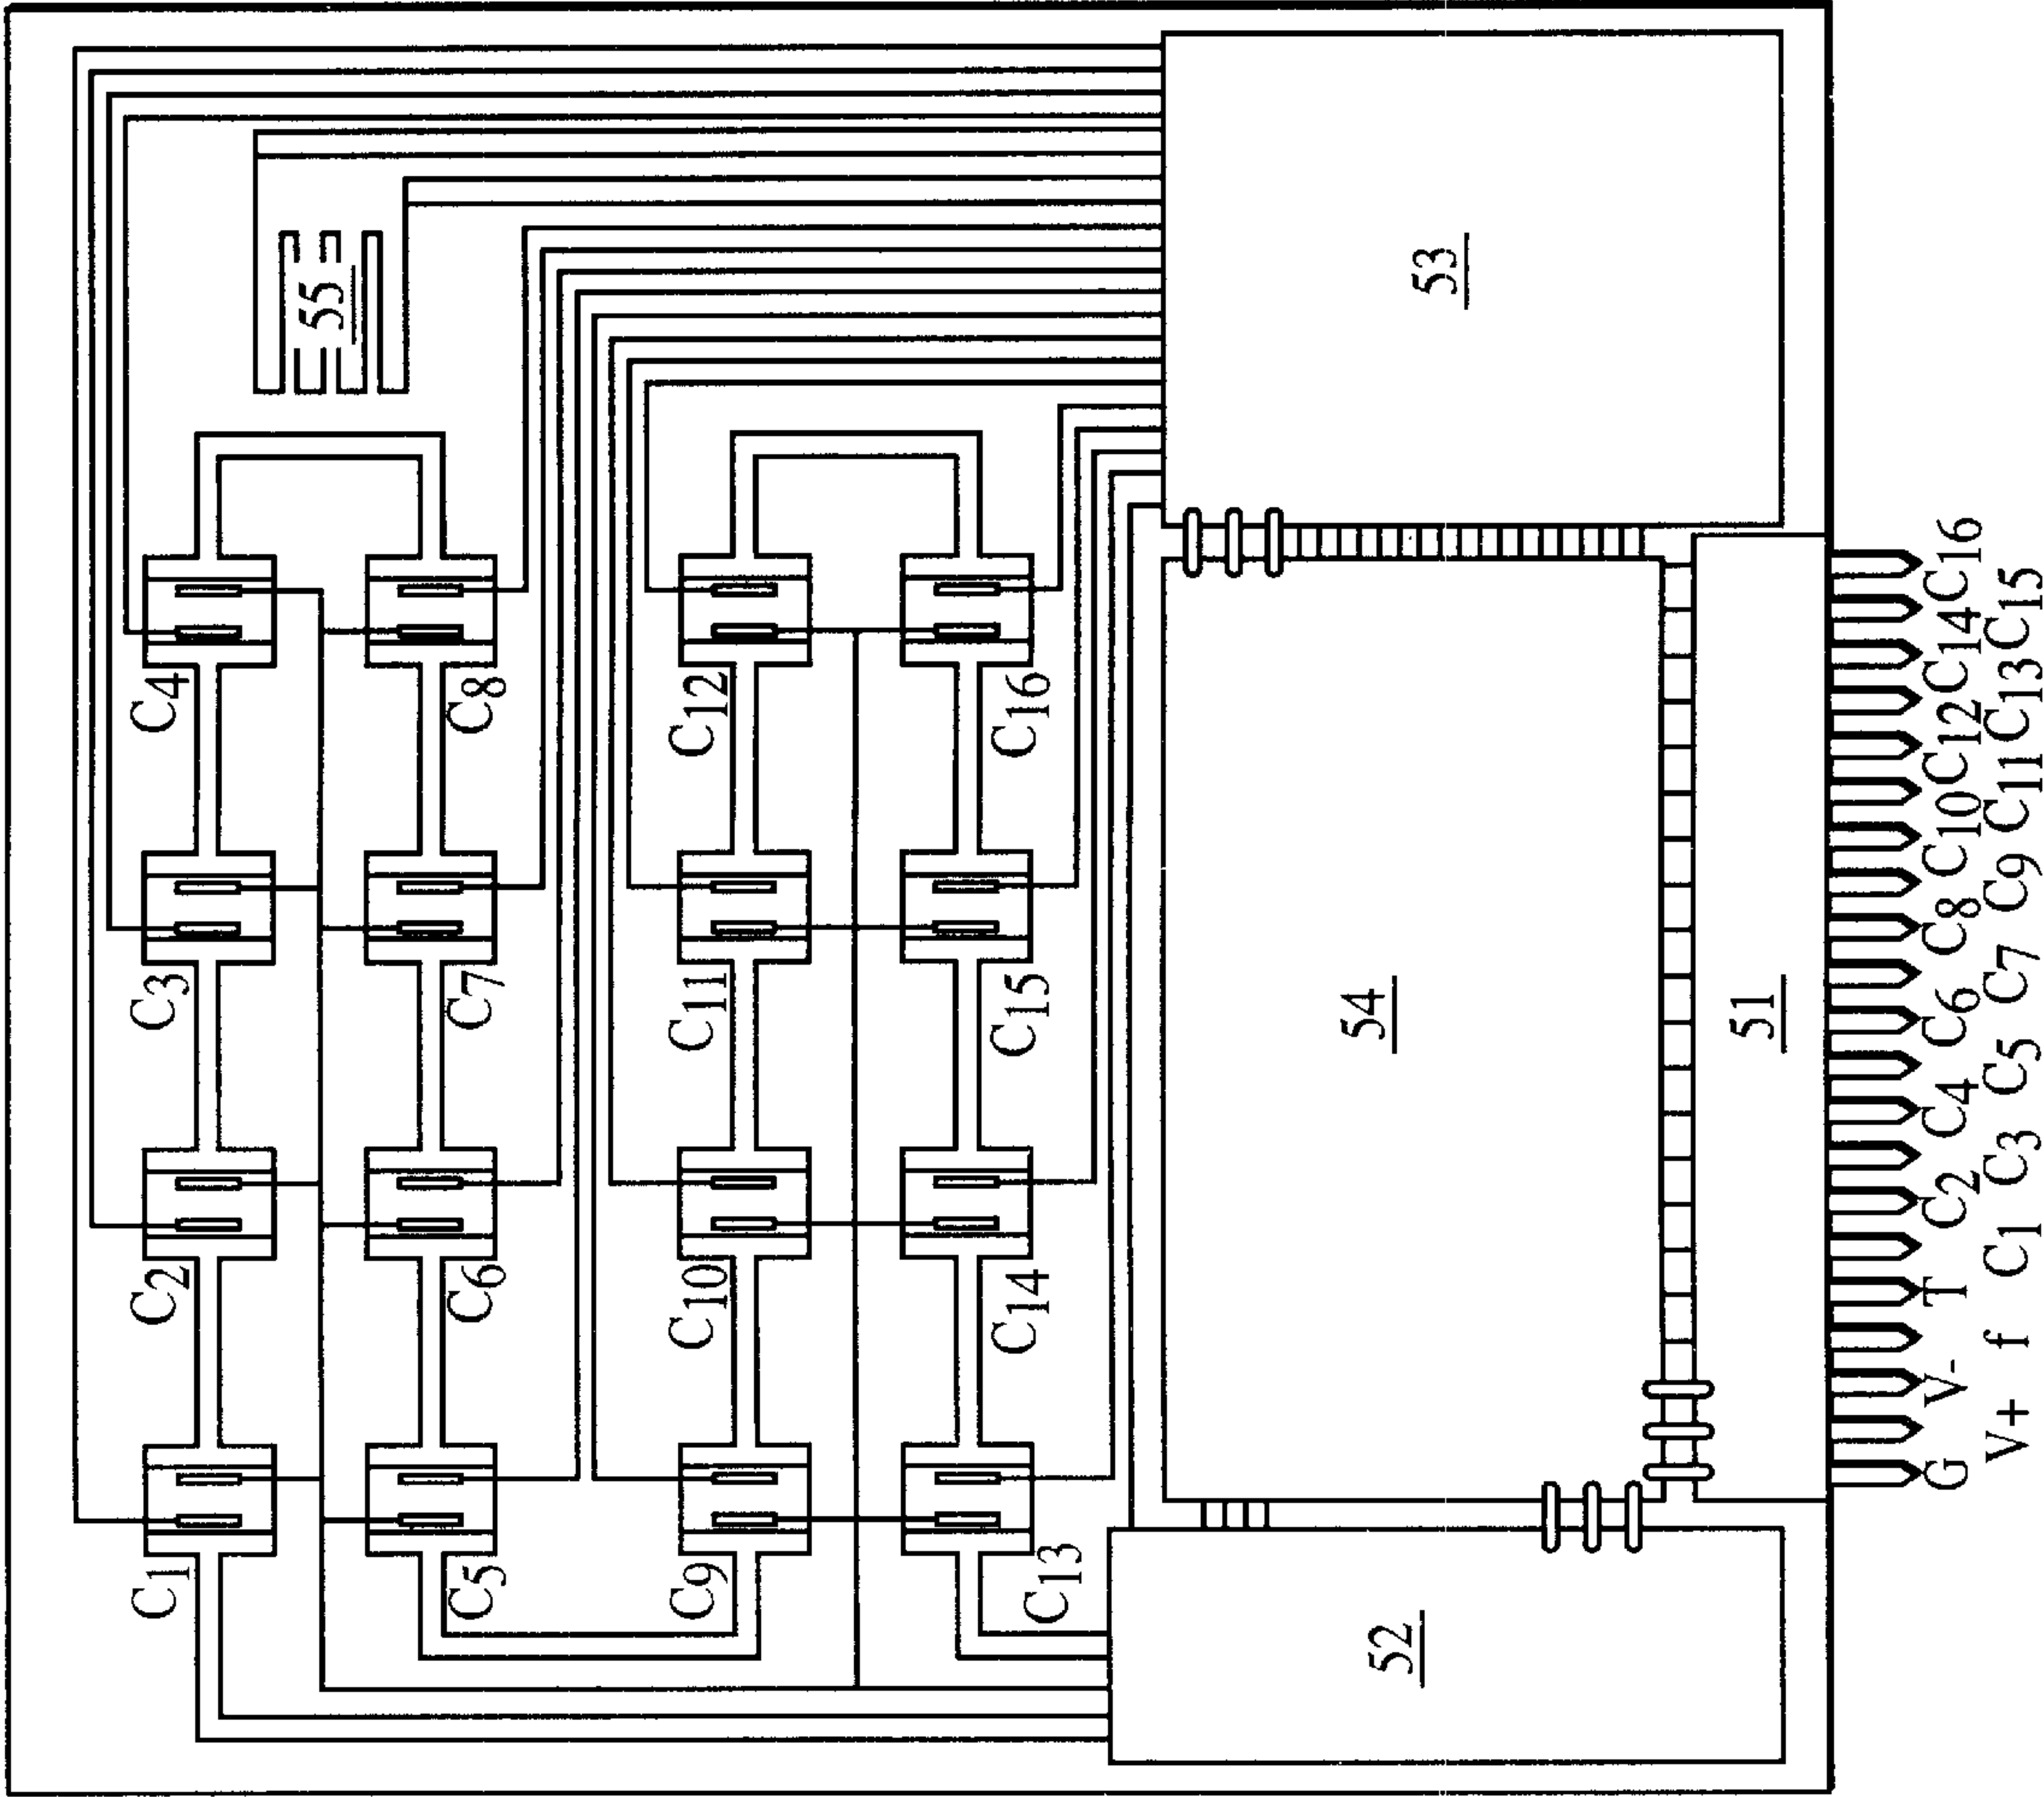 C1 C2 C3 C4
55
C5 C6 C7 C8
C9 C10 C11 C12
C13 C14 C15 C16
52 54 53
51
G V- T C2 C4 C6 C8 C10 C12 C14 C16
V+ f C1 C3 C5 C7 C9 C11 C13 C15